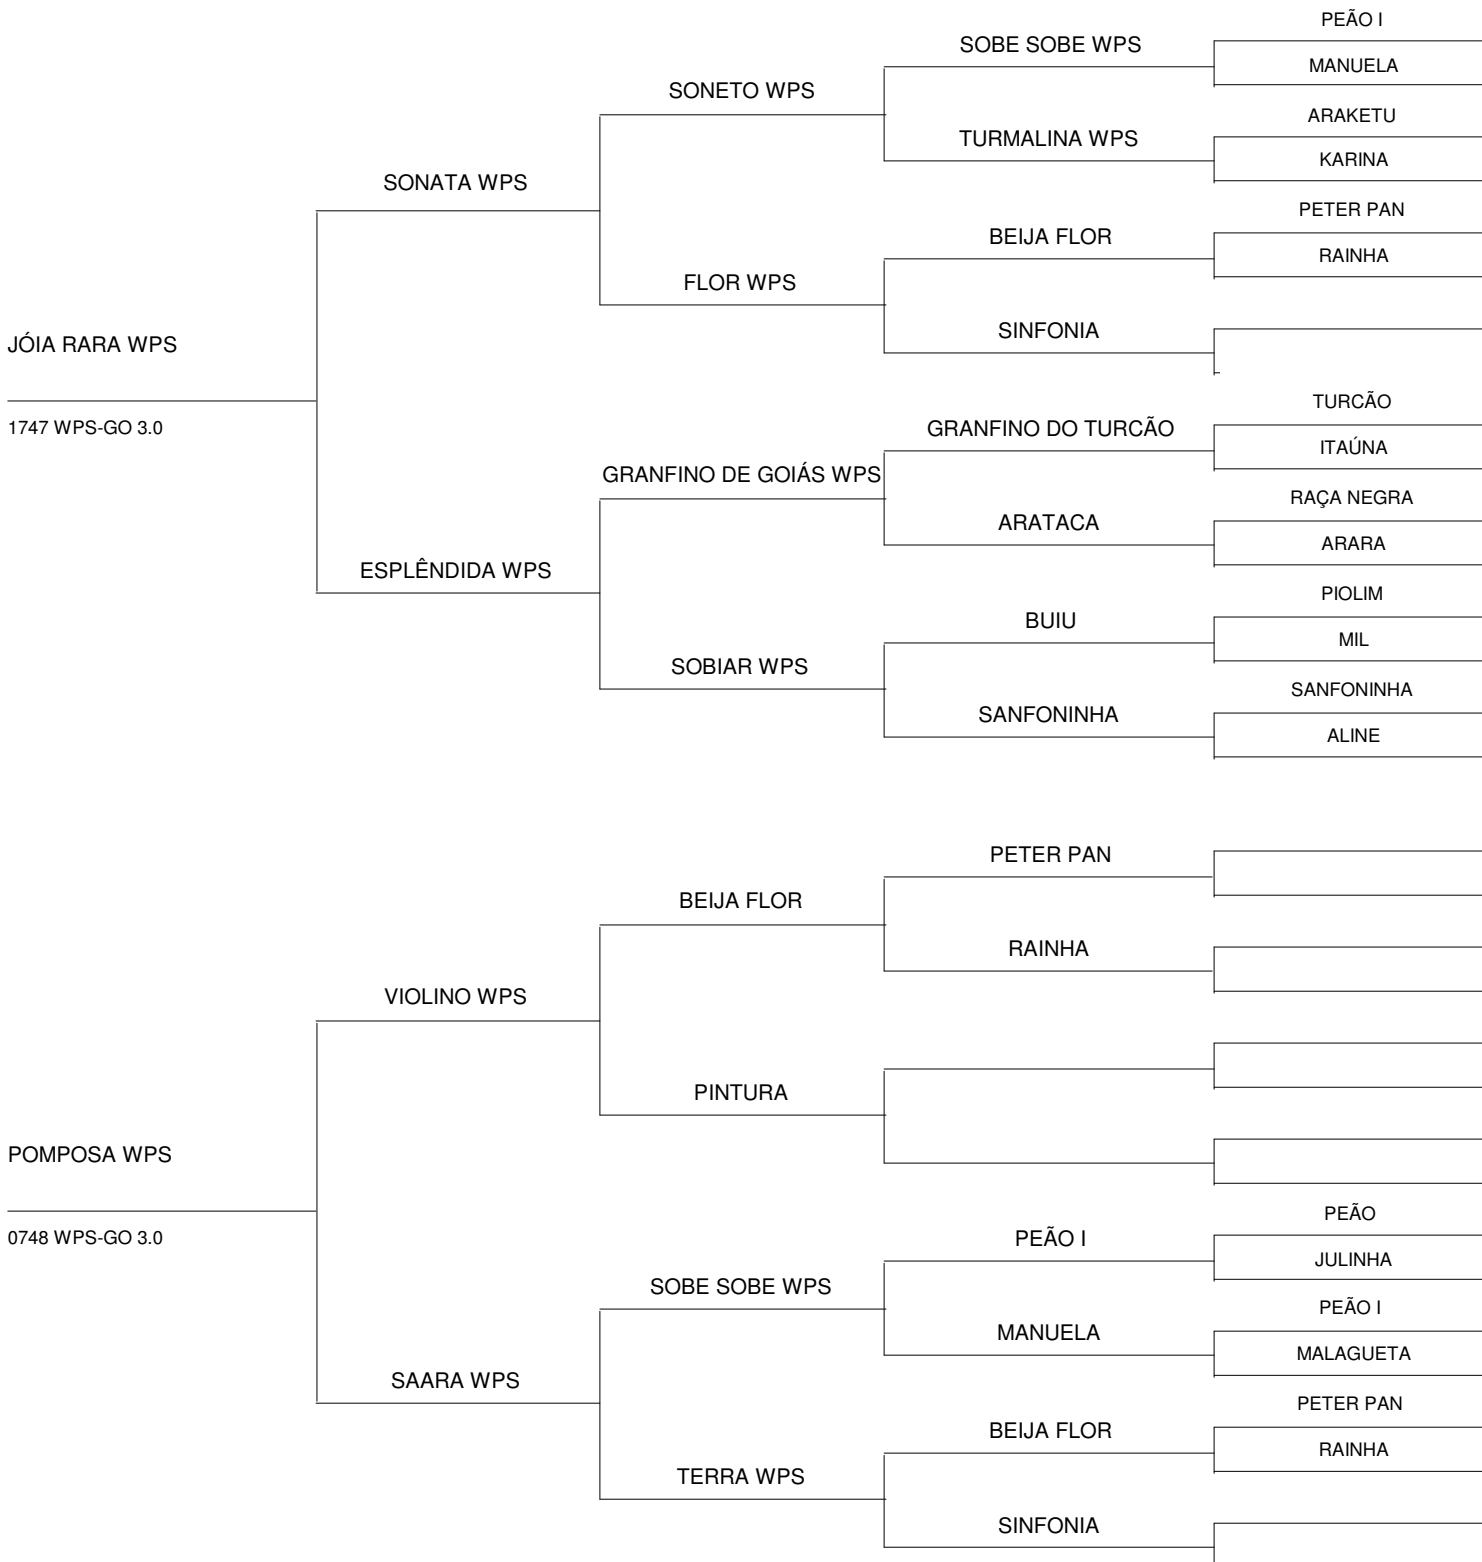 PEÃO I
SOBE SOBE WPS
MANUELA
SONETO WPS
ARAKETU
TURMALINA WPS
KARINA
SONATA WPS
PETER PAN
BEIJA FLOR
RAINHA
FLOR WPS
SINFONIA
JÓIA RARA WPS
TURCÃO
1747 WPS-GO 3.0
GRANFINO DO TURCÃO
ITAÚNA
GRANFINO DE GOIÁS WPS
RAÇA NEGRA
ARATACA
ARARA
ESPLÊNDIDA WPS
PIOLIM
BUIU
MIL
SOBIAR WPS
SANFONINHA
SANFONINHA
ALINE
PETER PAN
BEIJA FLOR
RAINHA
VIOLINO WPS
PINTURA
POMPOSA WPS
PEÃO
0748 WPS-GO 3.0
PEÃO I
JULINHA
SOBE SOBE WPS
PEÃO I
MANUELA
MALAGUETA
SAARA WPS
PETER PAN
BEIJA FLOR
RAINHA
TERRA WPS
SINFONIA